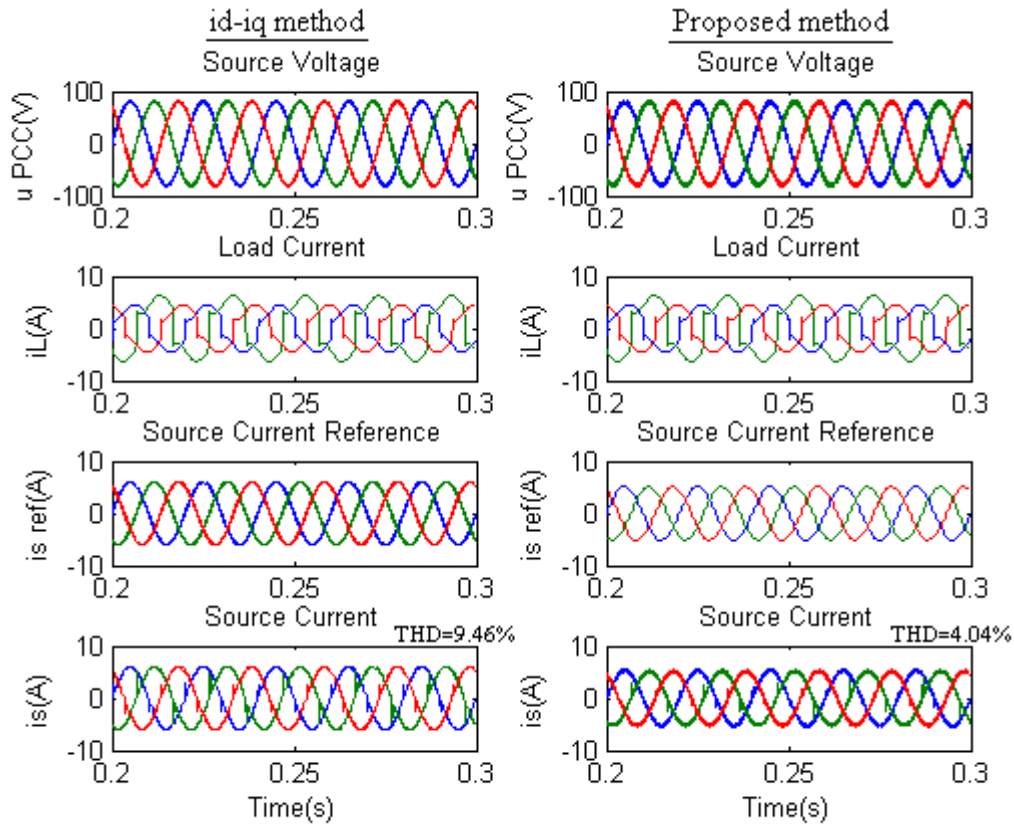 id-iq method
Source Voltage
u PCC(V)
100
0
-100
0.2
0.25
0.3
Load Current
iL(A)
10
0
-10
0.2
0.25
0.3
Source Current Reference
is ref(A)
10
0
-10
0.2
0.25
0.3
Source Current
THD=9.46%
is(A)
10
0
-10
0.2
0.25
0.3
Time(s)
Proposed method
Source Voltage
u PCC(V)
100
0
-100
0.2
0.25
0.3
Load Current
iL(A)
10
0
-10
0.2
0.25
0.3
Source Current Reference
is ref(A)
10
0
-10
0.2
0.25
0.3
Source Current
THD=4.04%
is(A)
10
0
-10
0.2
0.25
0.3
Time(s)